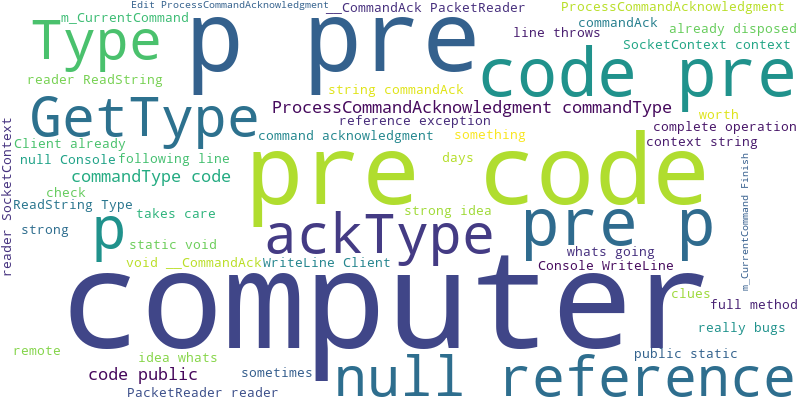 Edit ProcessCommandAcknowledgment
__CommandAck PacketReader
ProcessCommandAcknowledgment
m_CurrentCommand
commandAck
already disposed
line throws
Type
p pre
SocketContext context
code pre
reader ReadString
string commandAck
GetType
ProcessCommandAcknowledgment commandType
worth
reference exception
complete operation
command acknowledgment
something
context string
Client already
null Console
following line
days
pre code
commandType code
check
ReadString Type
takes care
strong idea
pre p
reader SocketContext
strong
p
static void
ackType
whats going
m_CurrentCommand Finish
void __CommandAck
WriteLine Client
Console WriteLine
computer
clues
full method
really bugs
remote
idea whats
public static
code public
sometimes
null reference
PacketReader reader